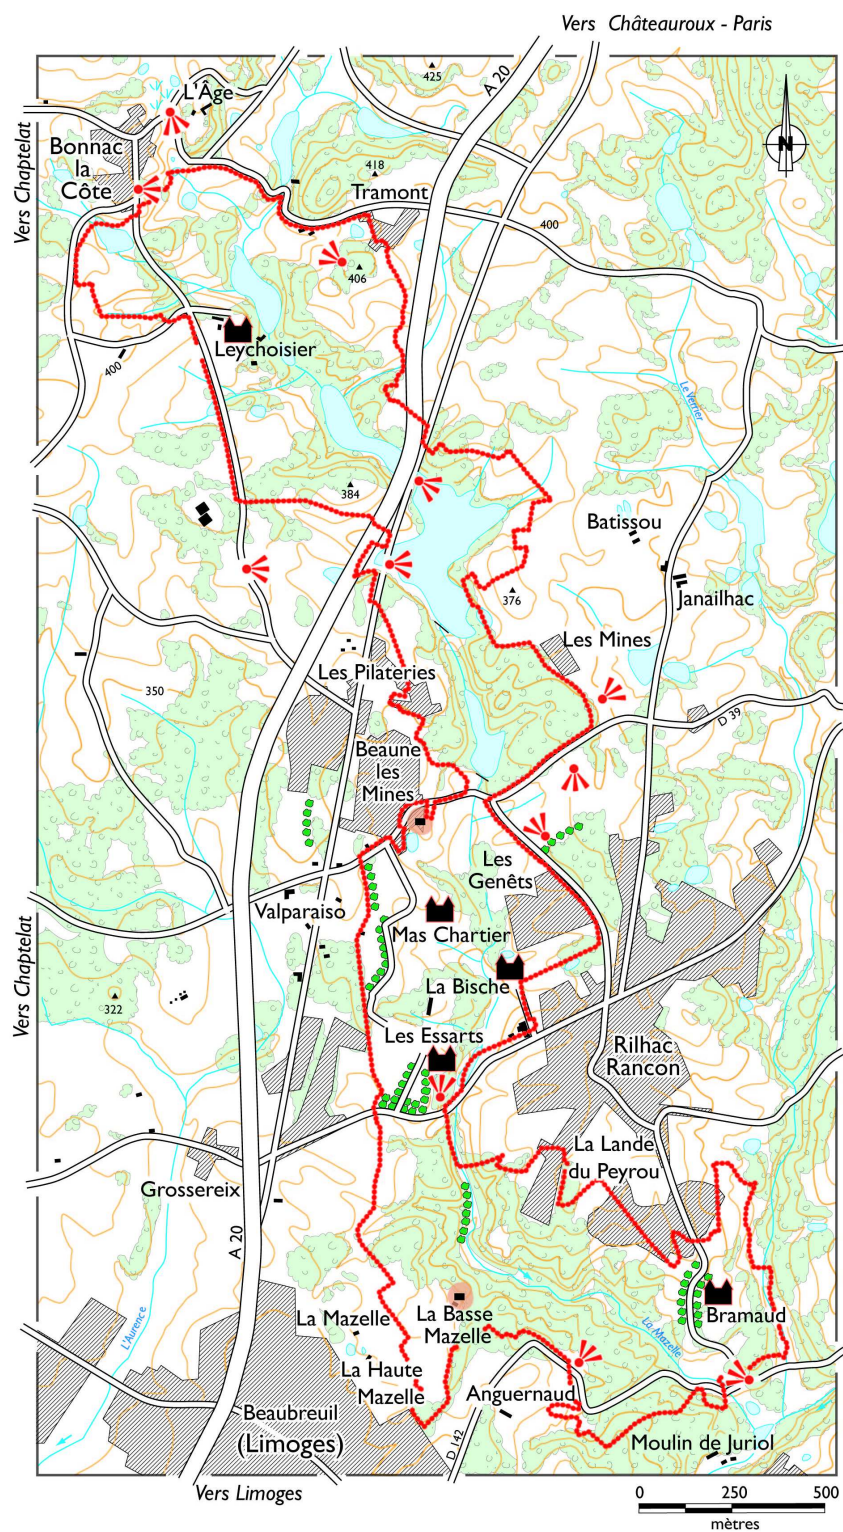 Vers Châteauroux - Paris
425
A 20
L'Âge
Vers Chaptelat
Bonnac
la
Côte
N
418
Tramont
400
406
Leychoisier
400
Le Verrier
384
Batissou
376
Janailhac
Les Mines
Les Pilateries
350
D 39
Beaune
les
Mines
Les
Genêts
Valparaiso
Mas Chartier
Vers Chaptelat
La Bische
322
Les Essarts
Rilhac
Rancon
La Lande
du Peyrou
Grossereix
A 20
L'Aurence
La Mazelle
La Basse
Mazelle
La Mazelle
Bramaud
La Haute
Mazelle
Anguernaud
Beaubreuil
(Limoges)
D 142
Moulin de Juriol
Vers Limoges
0 250 500
mètres